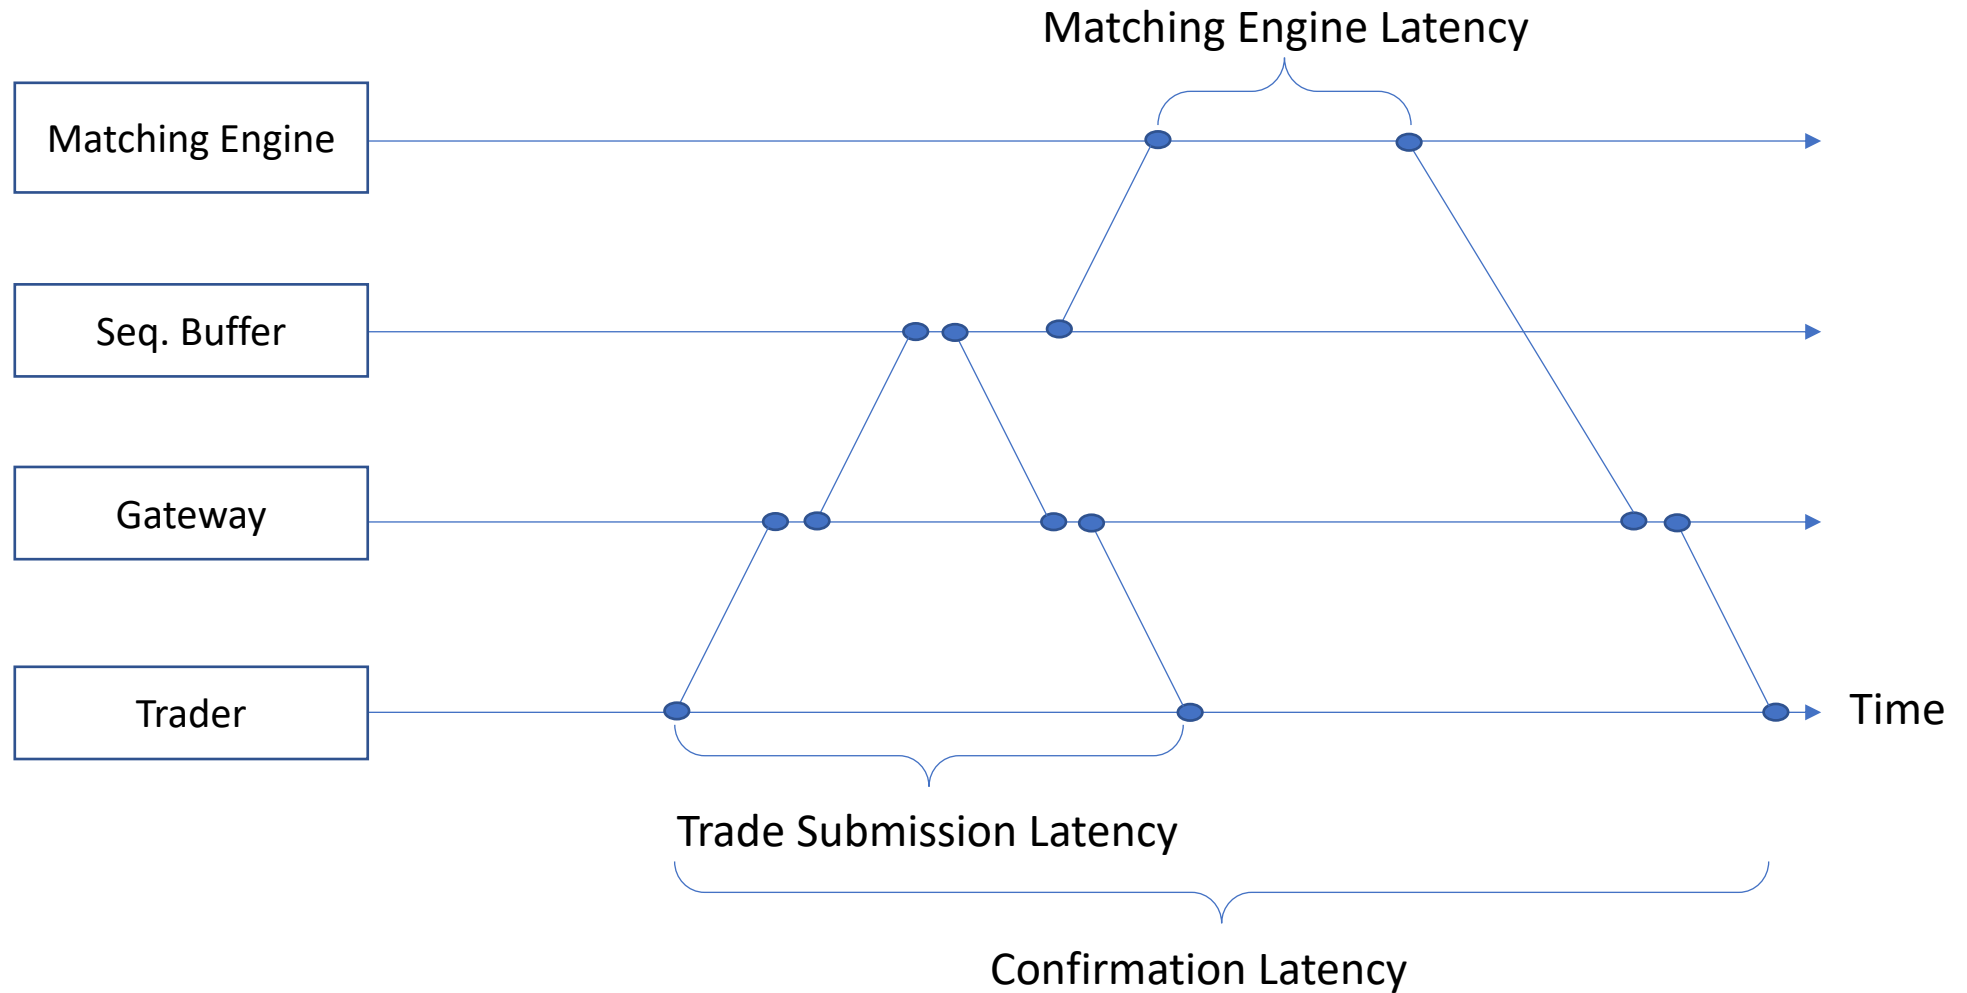 Matching Engine Latency
Matching Engine
Seq. Buffer
Gateway
Trader
Time
Trade Submission Latency
Confirmation Latency